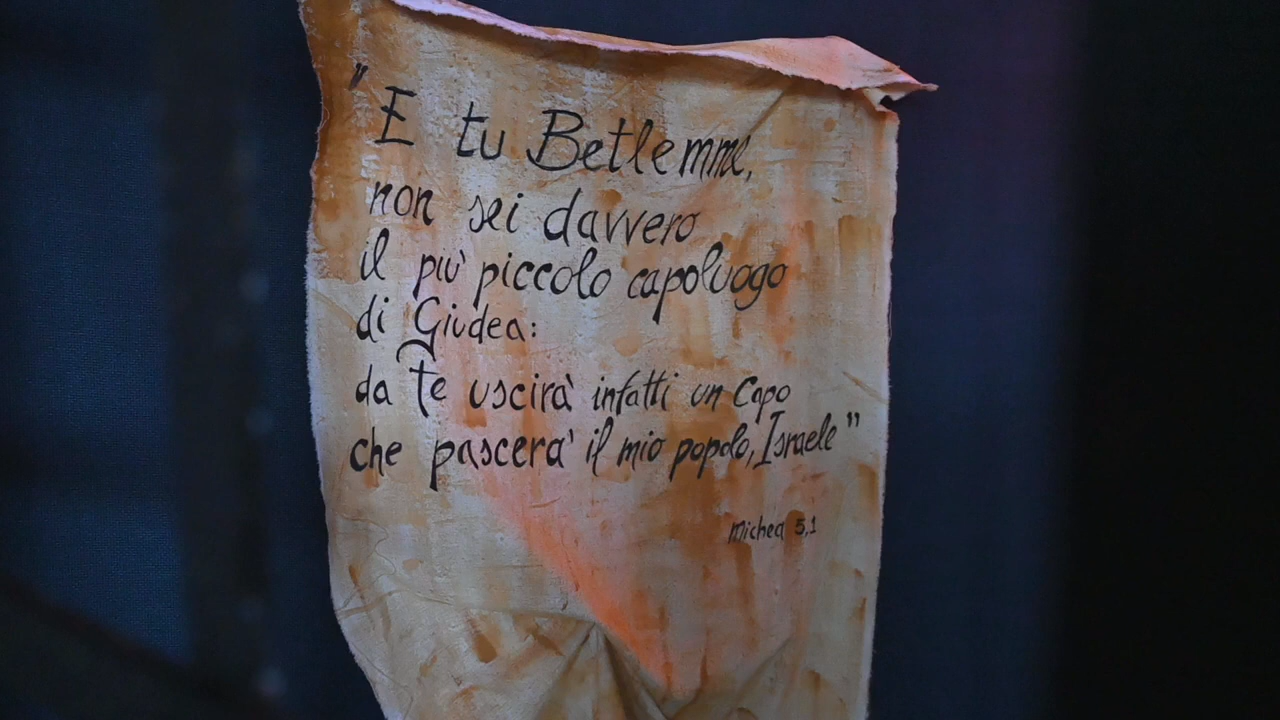 "E tu Betlemme,
non sei davvero
il più piccolo capoluogo
di Giudea:
da te uscirà infatti un Capo
che pascerà il mio popolo, Israele"
Michea 5,1